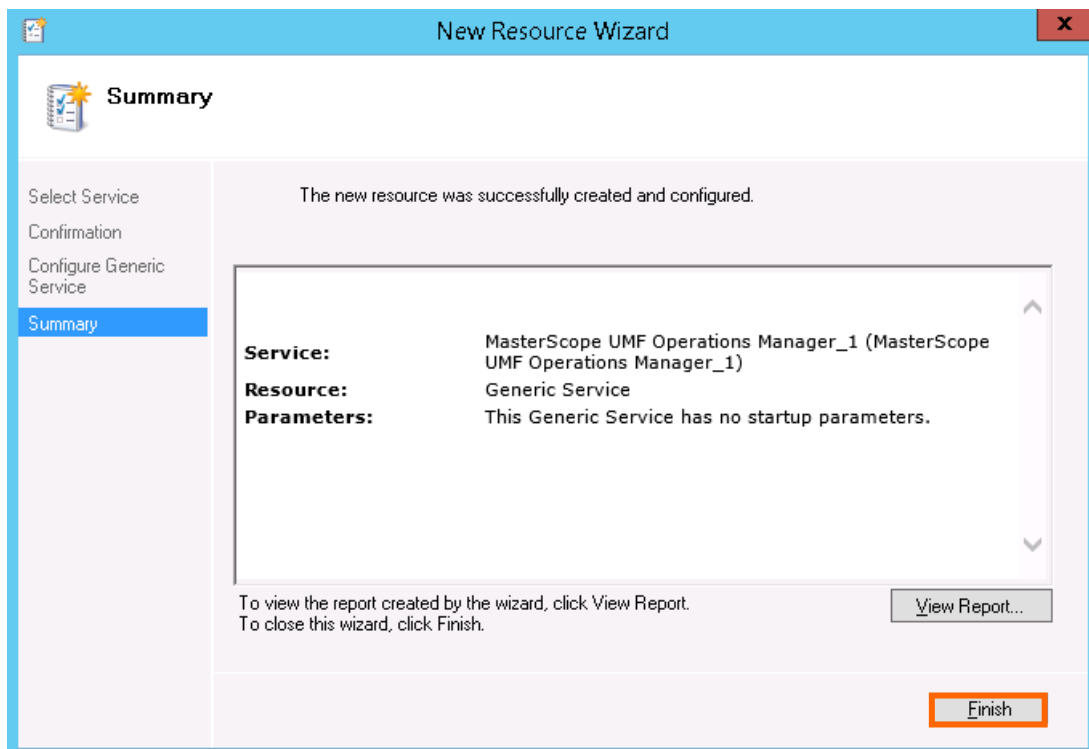 New Resource Wizard
x
Summary
Select Service
Confirmation
Configure Generic
Service
Summary
The new resource was successfully created and configured.
Service: MasterScope UMF Operations Manager_1 (MasterScope
UMF Operations Manager_1)
Resource: Generic Service
Parameters: This Generic Service has no startup parameters.
To view the report created by the wizard, click View Report.
To close this wizard, click Finish.
View Report...
Finish